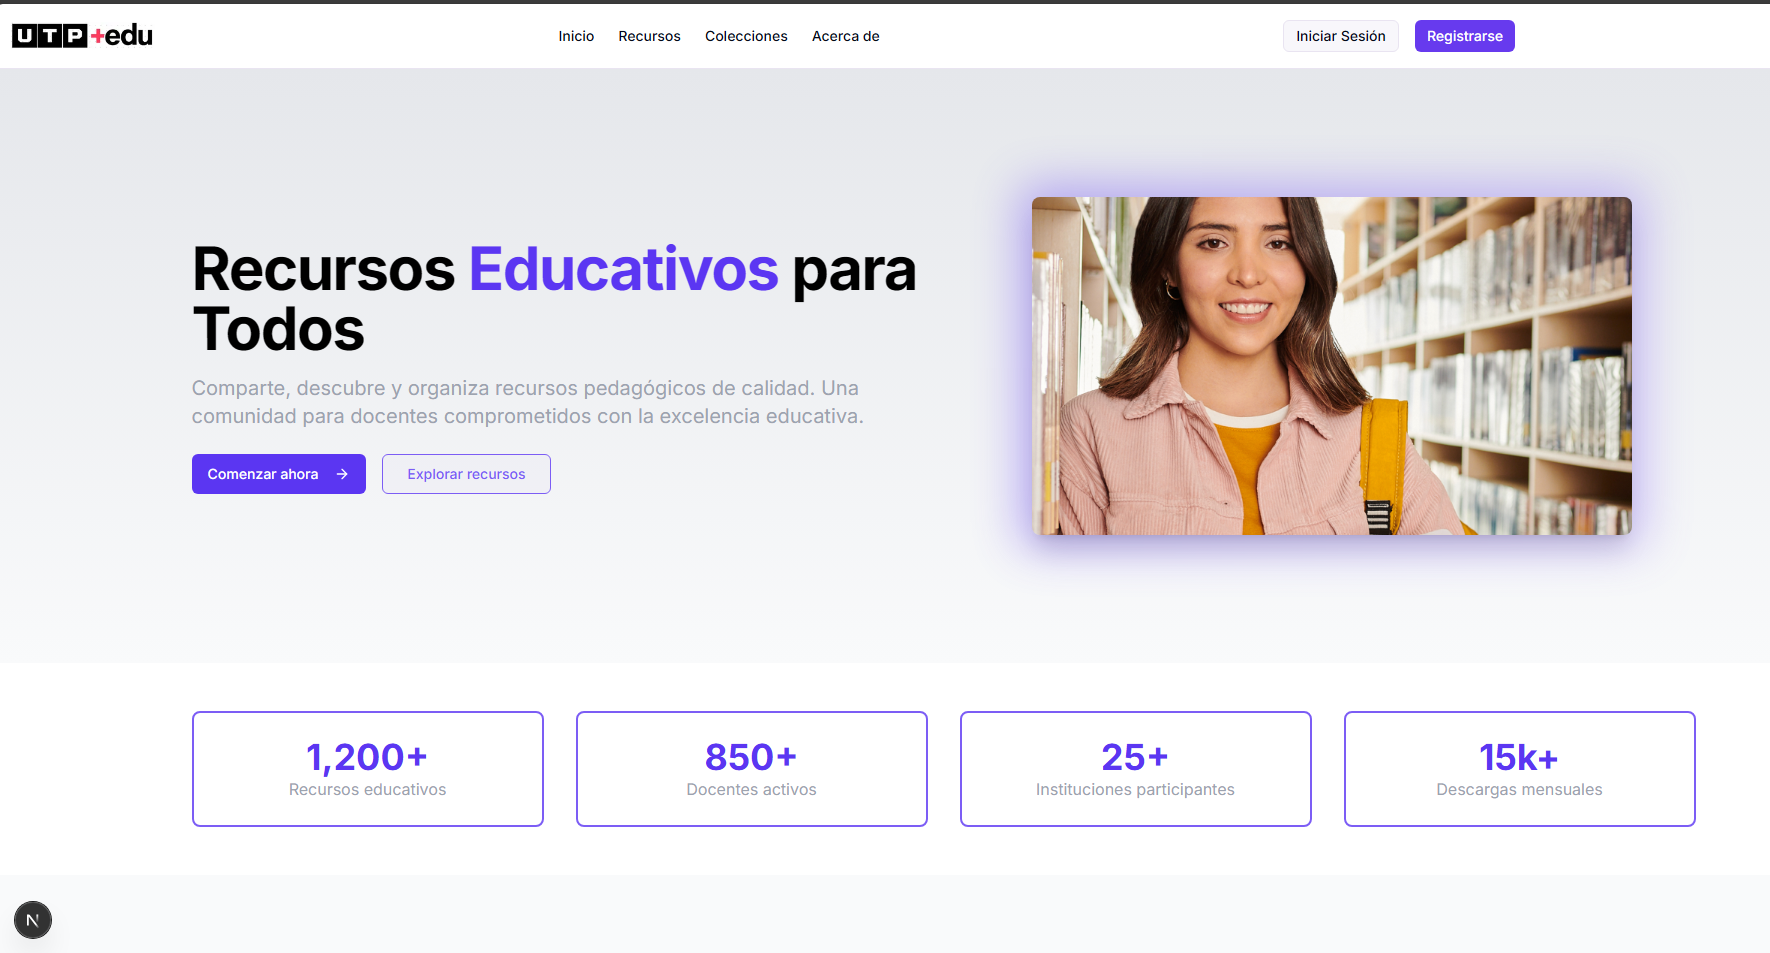 UTP+edu
Inicio
Recursos
Colecciones
Acerca de
Iniciar Sesión
Registrarse
Recursos Educativos para
Todos
Comparte, descubre y organiza recursos pedagógicos de calidad. Una
comunidad para docentes comprometidos con la excelencia educativa.
Comenzar ahora →
Explorar recursos
1,200+
Recursos educativos
850+
Docentes activos
25+
Instituciones participantes
15k+
Descargas mensuales
N